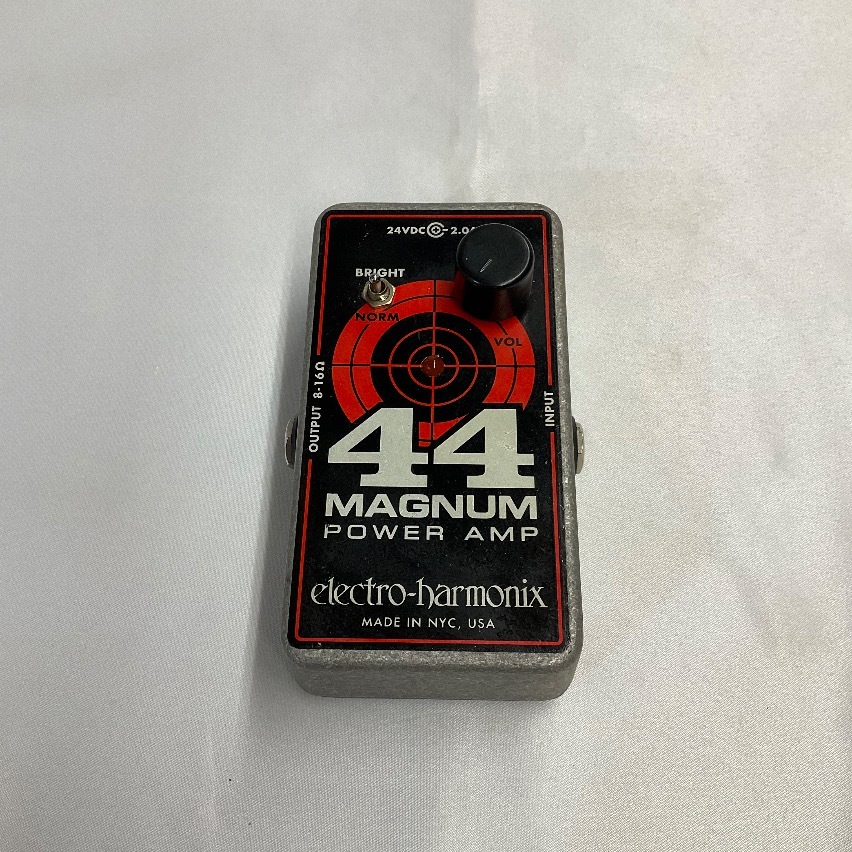 24VDC
BRIGHT
NORM
VOL
OUTPUT 8-16Ω
INPUT
44
MAGNUM
POWER AMP
electro-harmonix
MADE IN NYC, USA